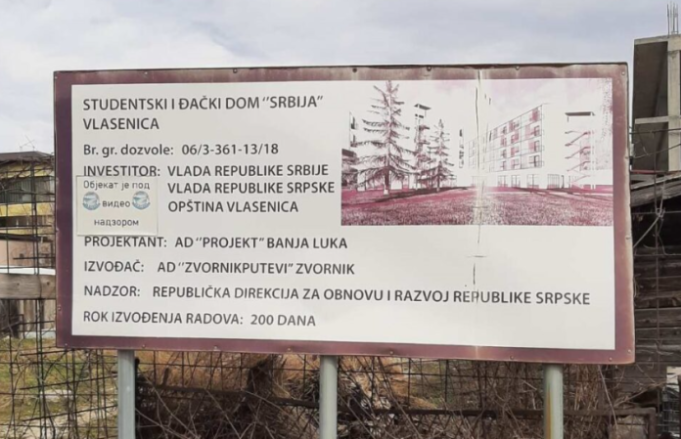 STUDENTSKI I ĐAČKI DOM "SRBIJA"
VLASENICA
Br. gr. dozvole: 06/3-361-13/18
INVESTITOR: VLADA REPUBLIKE SRBIJE
VLADA REPUBLIKE SRPSKE
OPŠTINA VLASENICA
Објекат је под
видео
надзором
PROJEKTANT: AD "PROJEKT" BANJA LUKA
IZVOĐAČ: AD "ZVORNIKPUTEVI" ZVORNIK
NADZOR: REPUBLIČKA DIREKCIJA ZA OBNOVU I RAZVOJ REPUBLIKE SRPSKE
ROK IZVOĐENJA RADOVA: 200 DANA